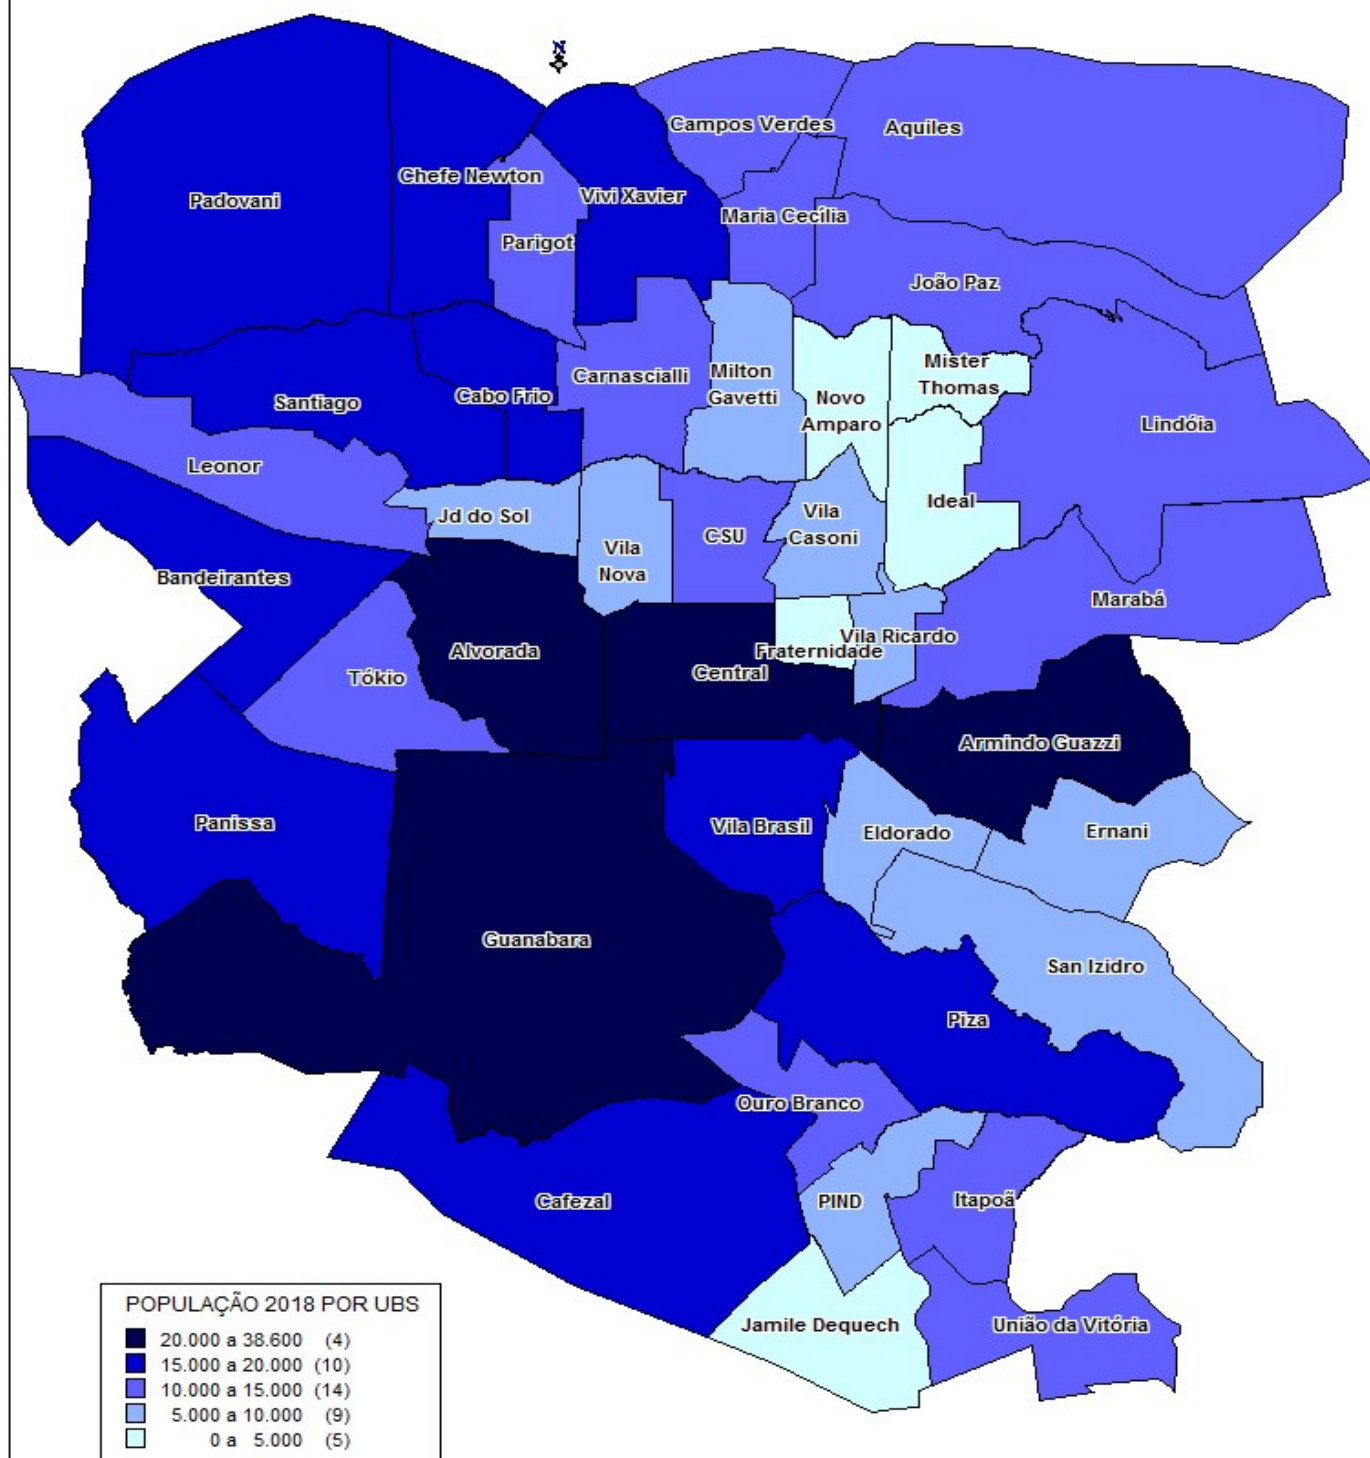 N
Campos Verdes
Aquiles
Chefe Newton
Padovani
Vivi Xavier
Maria Cecília
Parigot
João Paz
Mister
Thomas
Milton
Gavetti
Carnascialli
Cabo Frio
Santiago
Novo
Amparo
Lindóia
Leonor
Ideal
Jd do Sol
Vila
Casoni
CSU
Vila
Nova
Bandeirantes
Marabá
Vila Ricardo
Fraternidade
Alvorada
Central
Tókio
Armindo Guazzi
Panissa
Vila Brasil
Eldorado
Ernani
Guanabara
San Izidro
Piza
Ouro Branco
Cafezal
PIND
Itapoã
Jamile Dequech
União da Vitória
POPULAÇÃO 2018 POR UBS
20.000 a 38.600 (4)
15.000 a 20.000 (10)
10.000 a 15.000 (14)
5.000 a 10.000 (9)
0 a 5.000 (5)